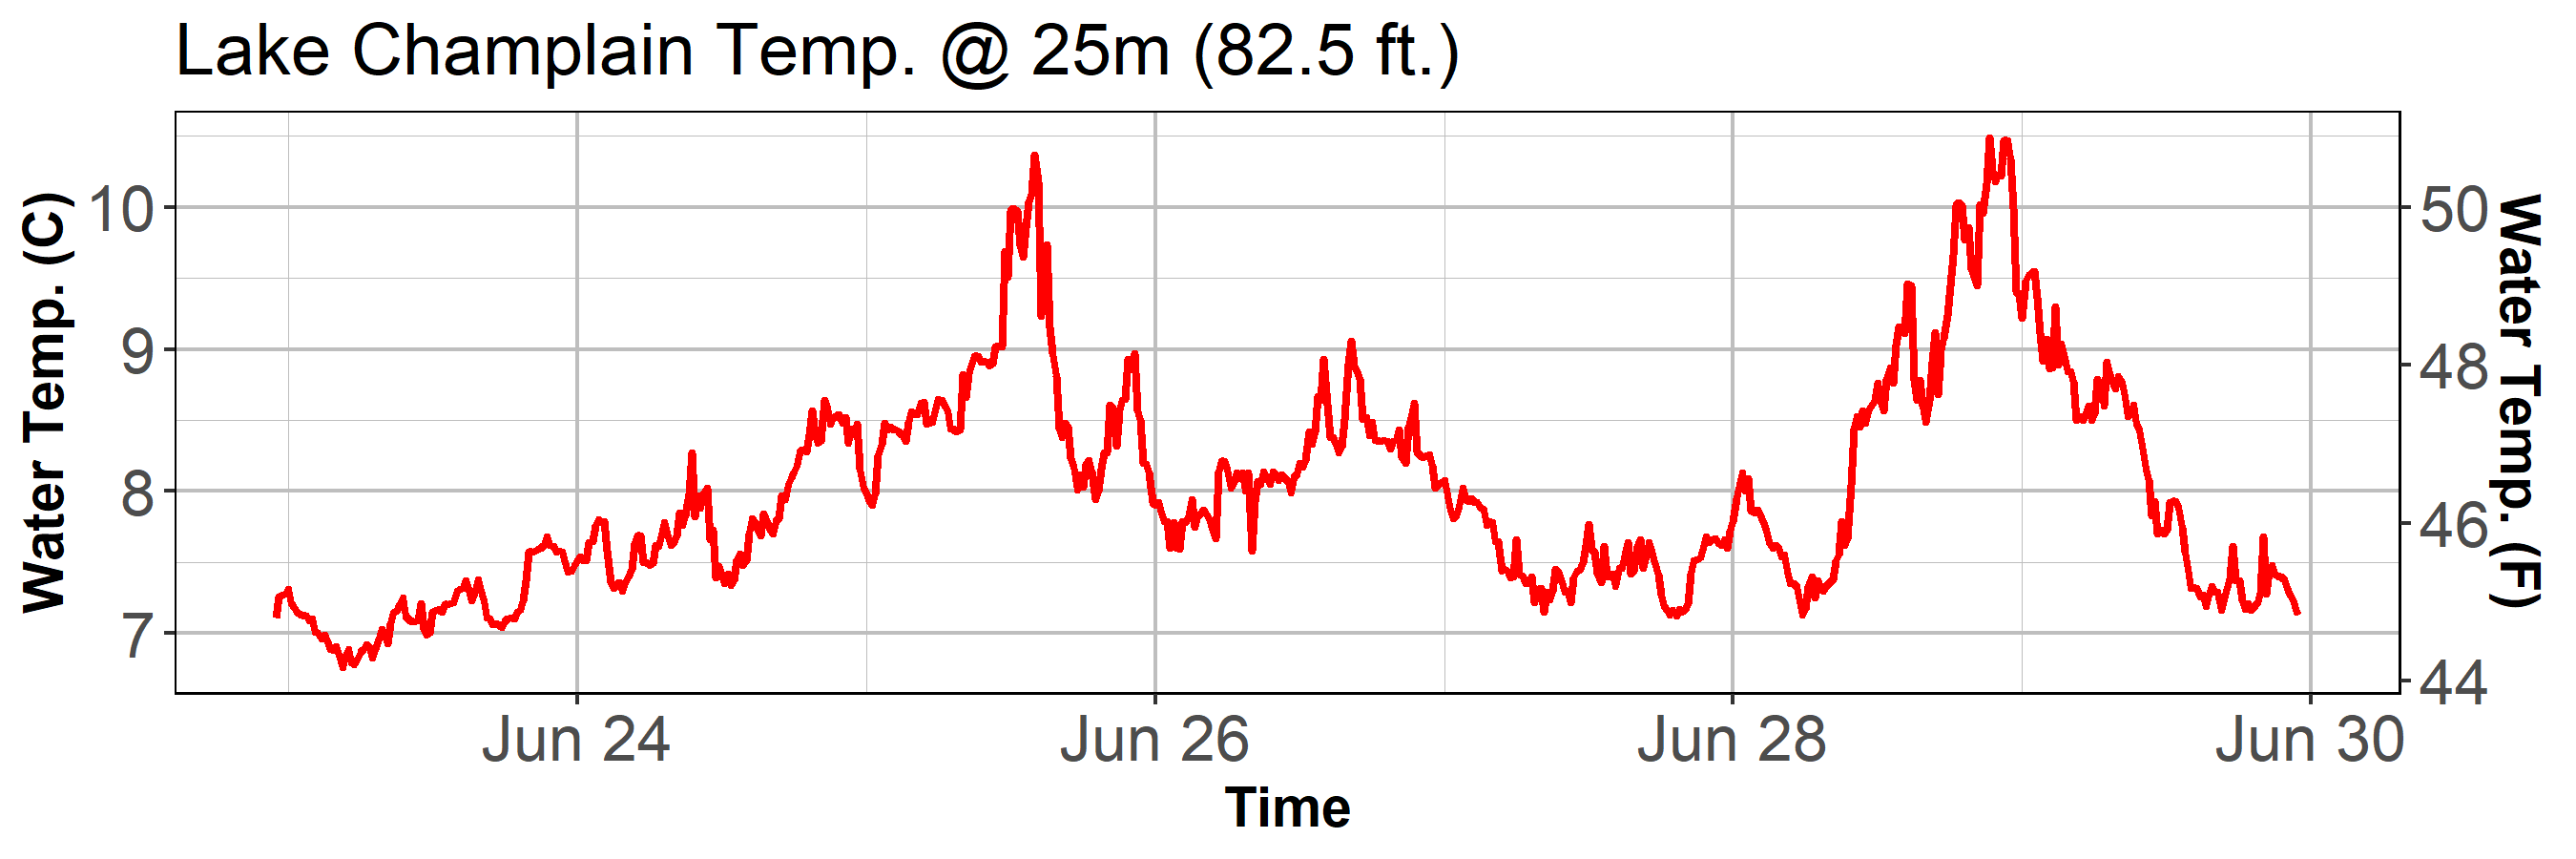 Lake Champlain Temp. @ 25m (82.5 ft.)
Water Temp. (C)
10
9
8
7
50
48
46
44
Water Temp. (F)
Jun 24
Jun 26
Jun 28
Jun 30
Time